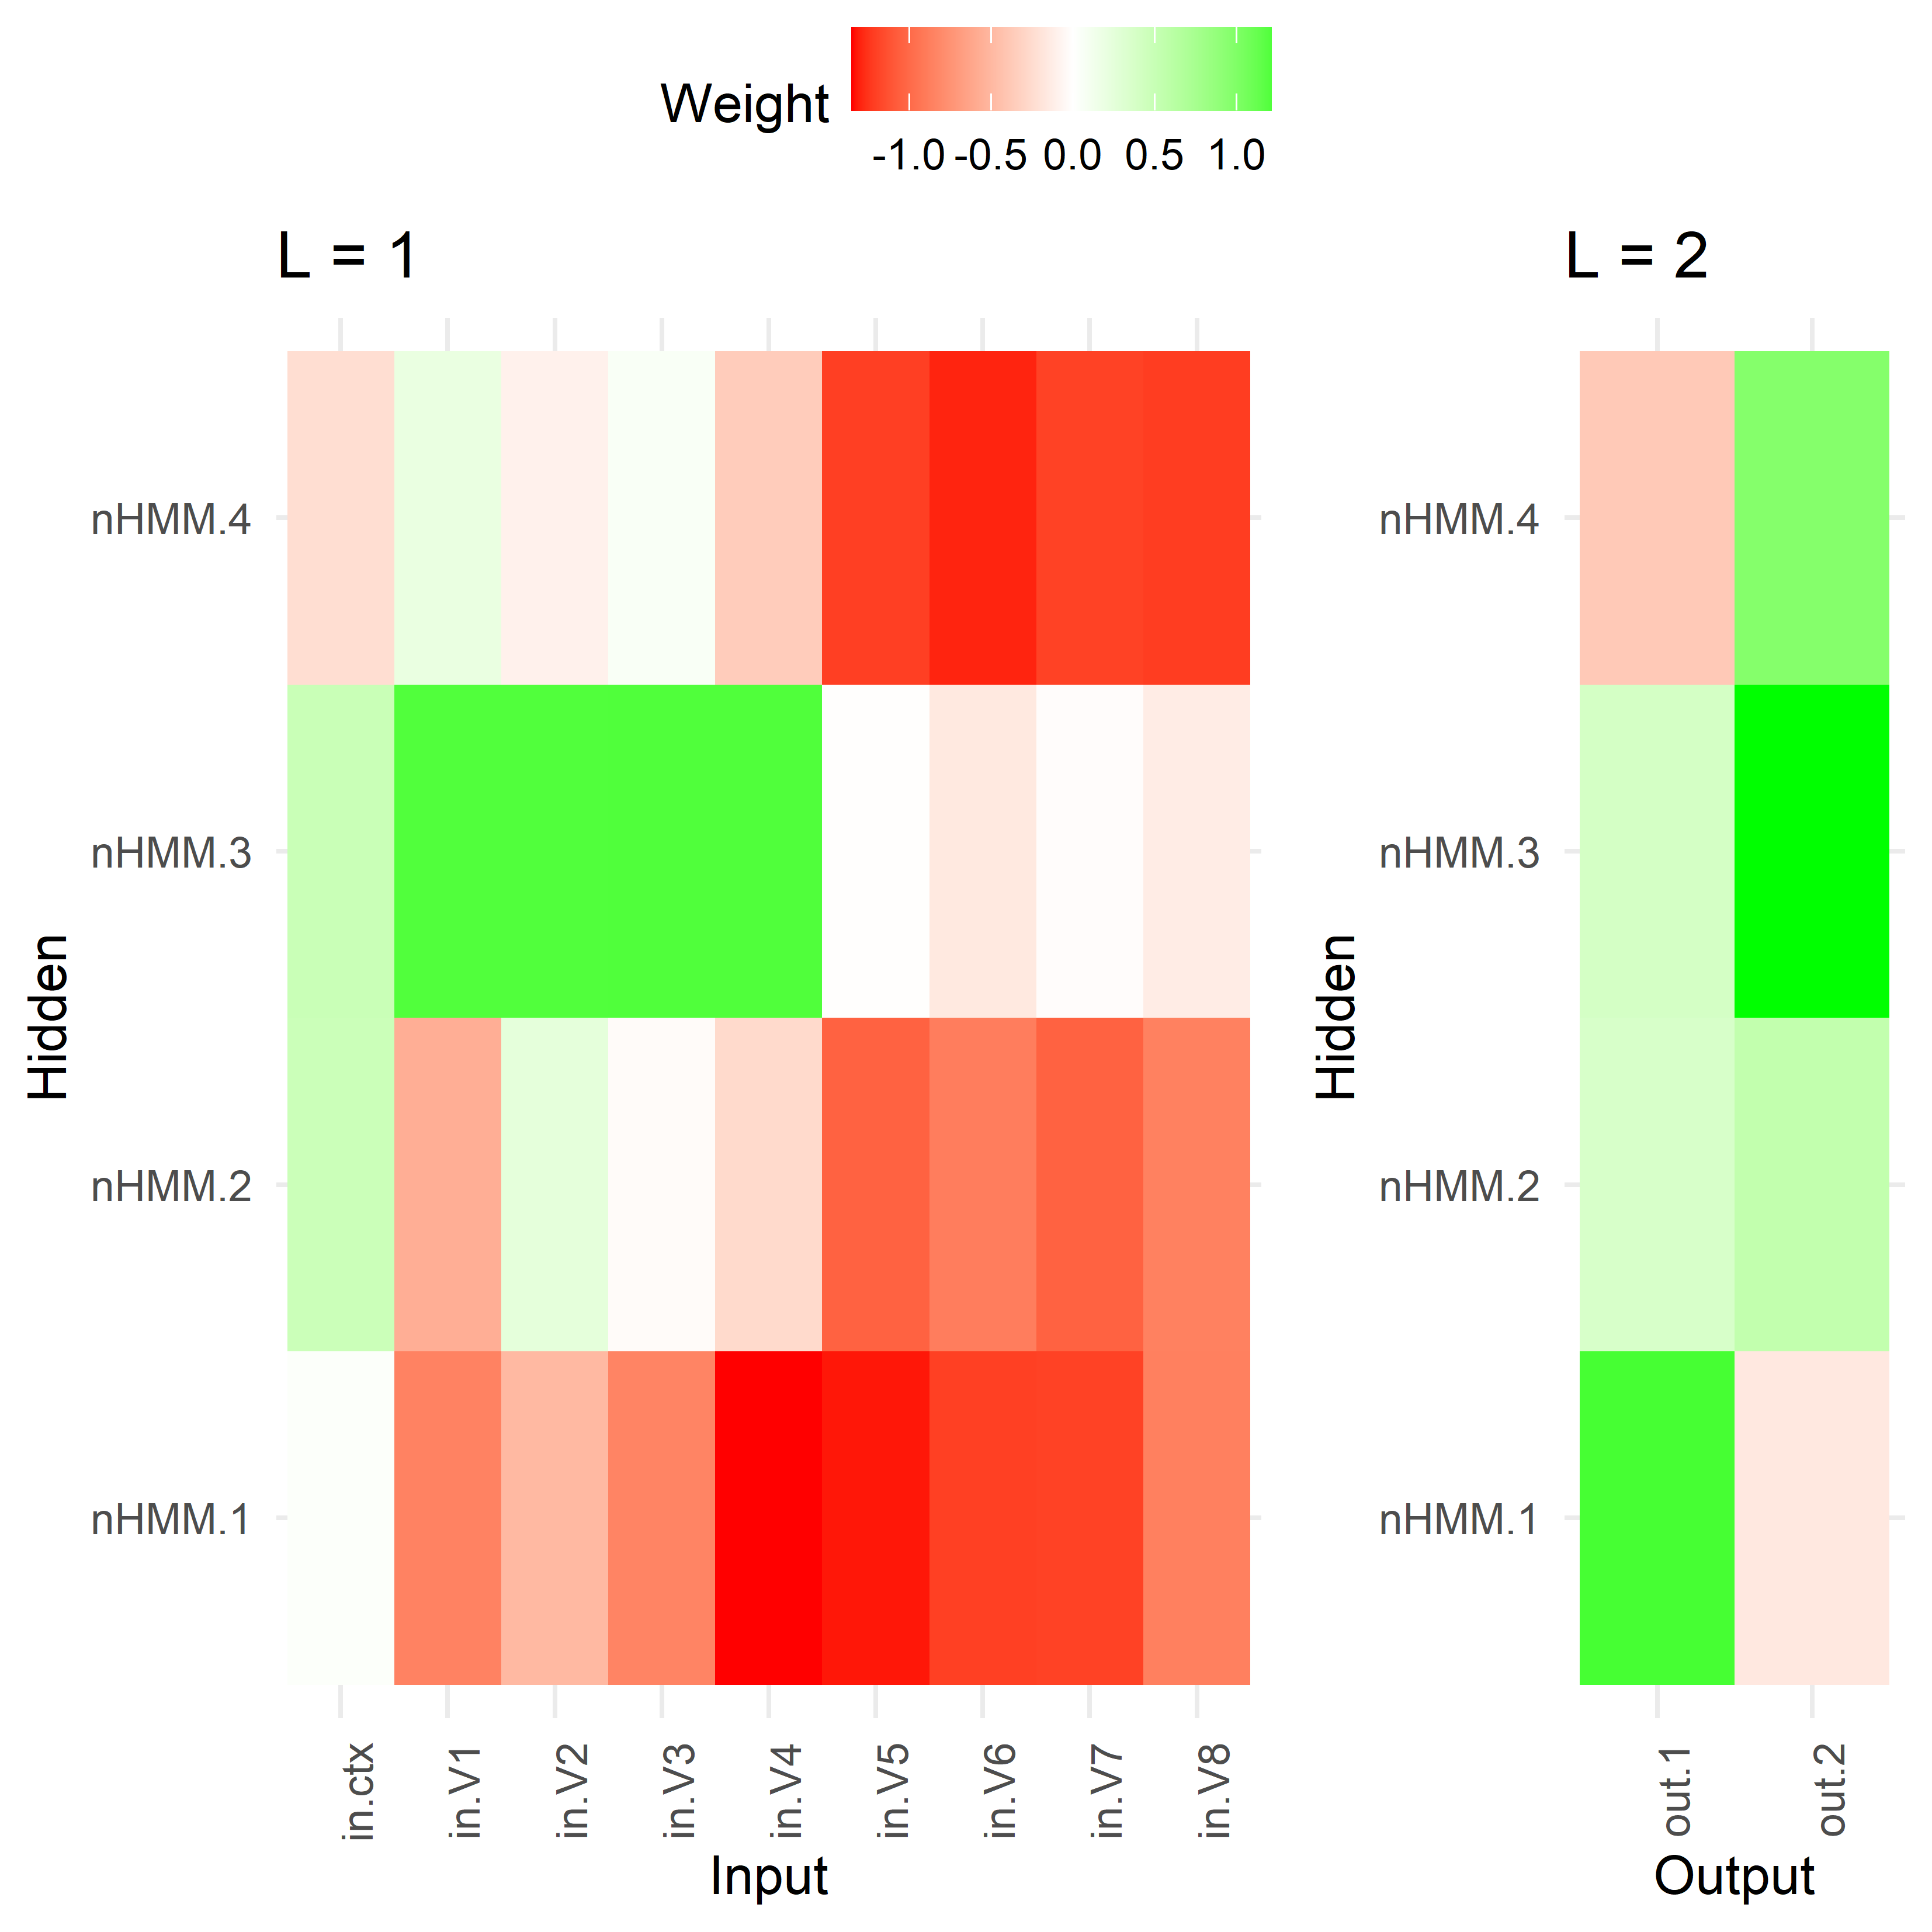 Weight
-1.0 -0.5 0.0 0.5 1.0
L = 1
L = 2
Hidden
nHMM.4
nHMM.3
nHMM.2
nHMM.1
in.ctx
in.V1
in.V2
in.V3
in.V4
in.V5
in.V6
in.V7
in.V8
Input
Hidden
nHMM.4
nHMM.3
nHMM.2
nHMM.1
out.1
out.2
Output